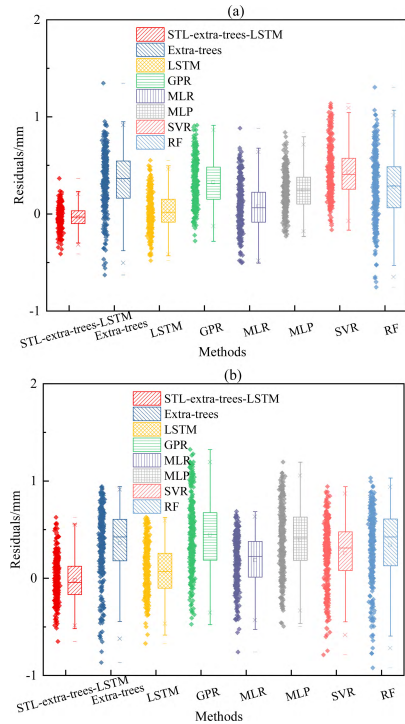 (a)
2
1
0
-1
Residuals/mm
STL-extra-trees-LSTM
Extra-trees
LSTM
GPR
MLR
MLP
SVR
RF
STL-extra-trees-LSTM
Extra-trees
LSTM
GPR
MLR
MLP
SVR
RF
Methods
(b)
2
1
0
-1
Residuals/mm
STL-extra-trees-LSTM
Extra-trees
LSTM
GPR
MLR
MLP
SVR
RF
STL-extra-trees-LSTM
Extra-trees
LSTM
GPR
MLR
MLP
SVR
RF
Methods